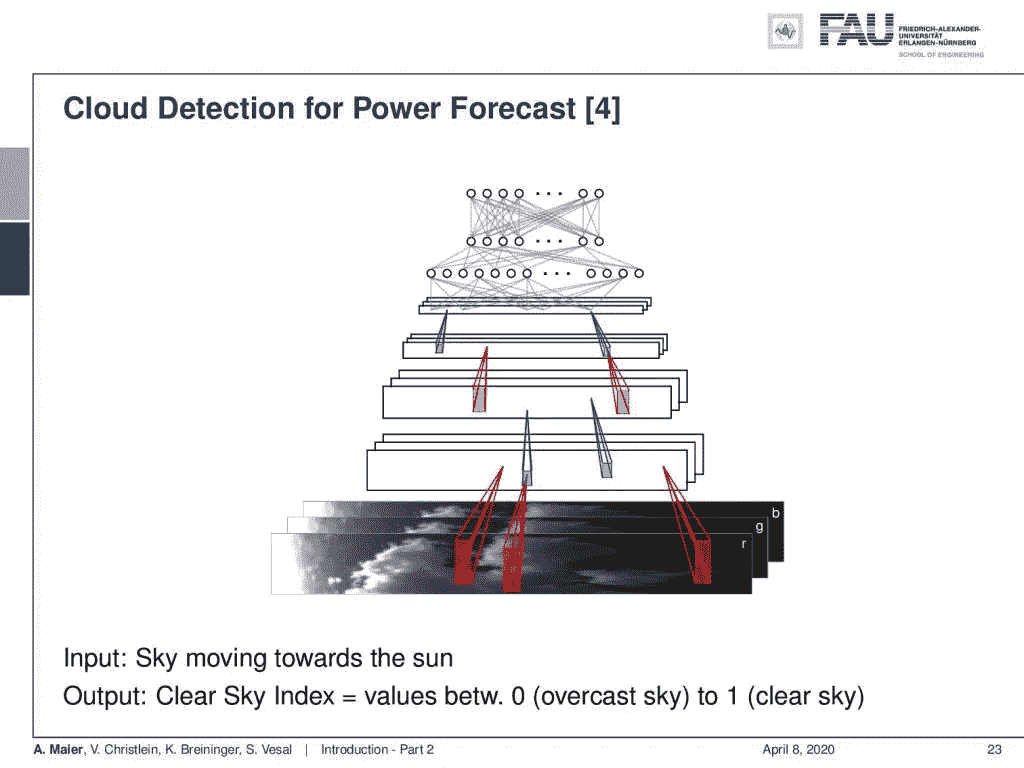 FAU
FRIEDRICH-ALEXANDER-
UNIVERSITÄT
ERLANGEN-NÜRNBERG
SCHOOL OF ENGINEERING
Cloud Detection for Power Forecast [4]
b
g
r
Input: Sky moving towards the sun
Output: Clear Sky Index = values betw. 0 (overcast sky) to 1 (clear sky)
A. Maier, V. Christlein, K. Breininger, S. Vesal | Introduction - Part 2 April 8, 2020 23